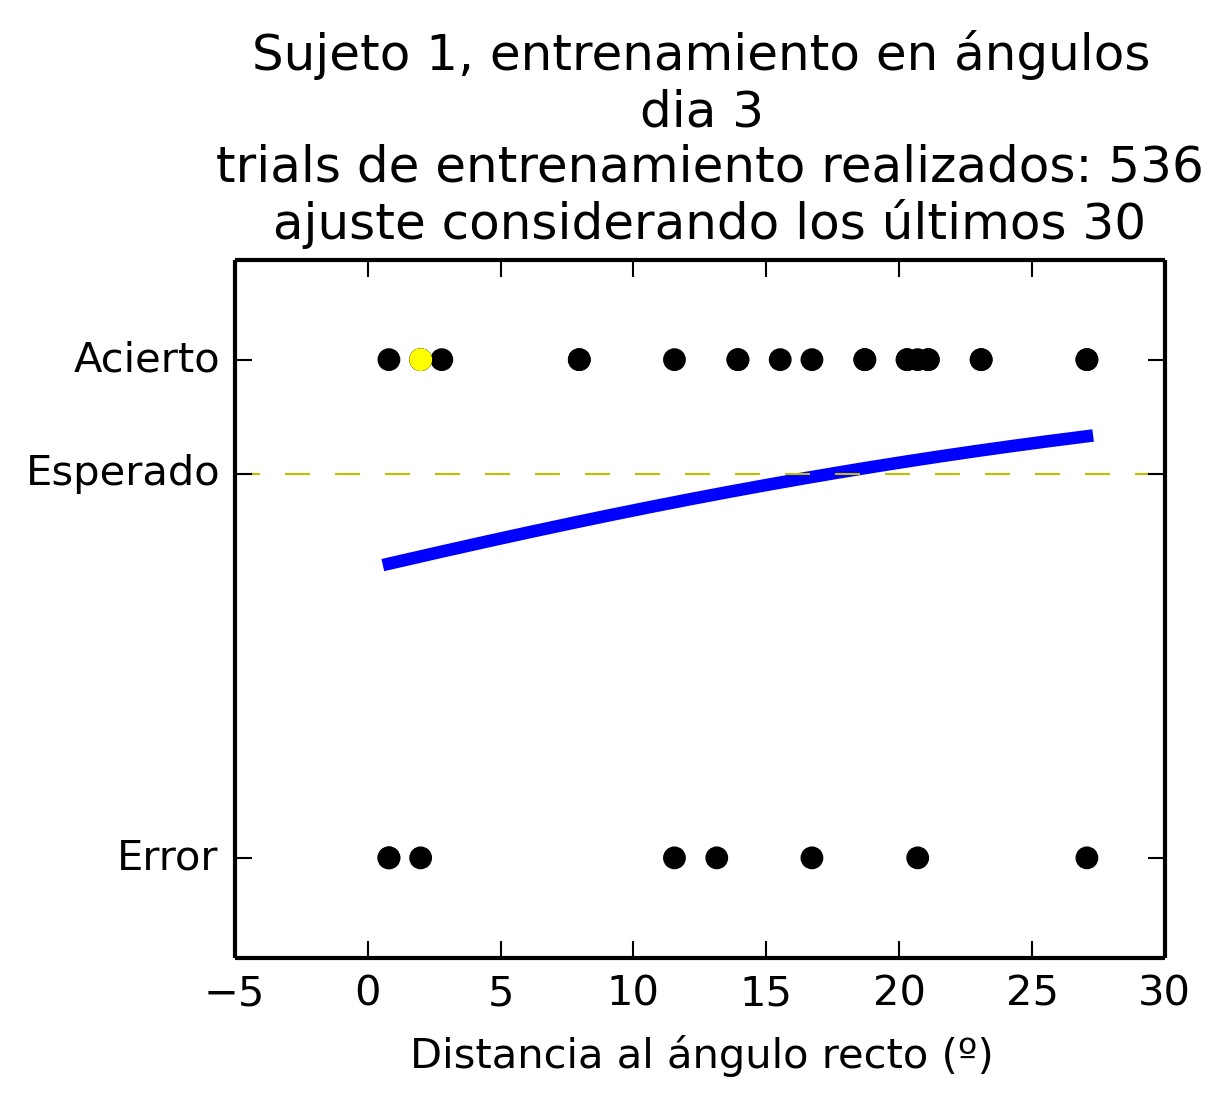 Sujeto 1, entrenamiento en ángulos
dia 3
trials de entrenamiento realizados: 536
ajuste considerando los últimos 30
Acierto
Esperado
Error
−5 0 5 10 15 20 25 30
Distancia al ángulo recto (º)